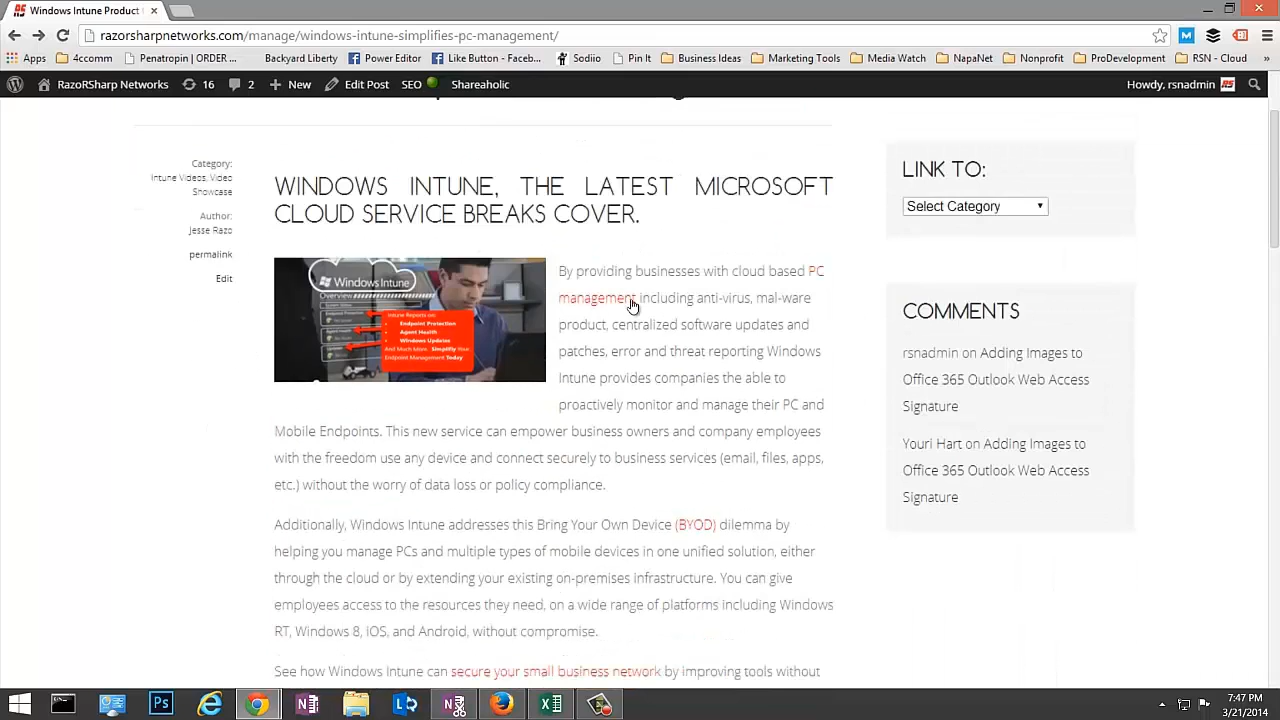 Windows Intune Product
razorsharpnetworks.com/manage/windows-intune-simplifies-pc-management/
Apps 4ccomm Penatropin | ORDER ... Backyard Liberty Power Editor Like Button - Faceb... Sodiio Pin It Business Ideas Marketing Tools Media Watch NapaNet Nonprofit ProDevelopment RSN - Cloud »
RazoRSharp Networks 16 2 New Edit Post SEO Shareaholic Howdy, rsnadmin
Category:
Intune Videos, Video
Showcase
Author:
Jesse Razo
permalink
Edit
WINDOWS INTUNE, THE LATEST MICROSOFT
CLOUD SERVICE BREAKS COVER.
Windows Intune
Overview
Intune Reports on:
Endpoint Protection
Agent Health
Windows Updates
And Much More. Simplify Your
Endpoint Management Today
By providing businesses with cloud based PC
management including anti-virus, mal-ware
product, centralized software updates and
patches, error and threat reporting Windows
Intune provides companies the able to
proactively monitor and manage their PC and
Mobile Endpoints. This new service can empower business owners and company employees
with the freedom use any device and connect securely to business services (email, files, apps,
etc.) without the worry of data loss or policy compliance.
Additionally, Windows Intune addresses this Bring Your Own Device (BYOD) dilemma by
helping you manage PCs and multiple types of mobile devices in one unified solution, either
through the cloud or by extending your existing on-premises infrastructure. You can give
employees access to the resources they need, on a wide range of platforms including Windows
RT, Windows 8, iOS, and Android, without compromise.
See how Windows Intune can secure your small business network by improving tools without
LINK TO:
Select Category
COMMENTS
rsnadmin on Adding Images to
Office 365 Outlook Web Access
Signature
Youri Hart on Adding Images to
Office 365 Outlook Web Access
Signature
7:47 PM
3/21/2014